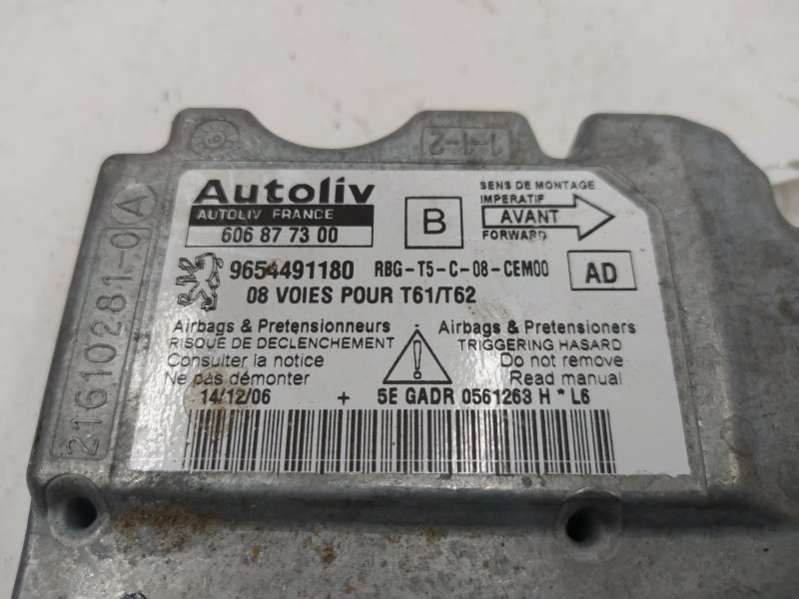 1-1-2
21610281-0 A
Autoliv
AUTOLIV FRANCE
606 87 73 00
B
SENS DE MONTAGE
IMPERATIF
AVANT
FORWARD
9654491180 RBG-T5-C-08-CEM00
AD
08 VOIES POUR T61/T62
Airbags & Pretensionneurs
RISQUE DE DECLENCHEMENT
Consulter la notice
Ne pas démonter
Airbags & Pretensioners
TRIGGERING HASARD
Do not remove
Read manual
14/12/06 + 5E GADR 0561263 H * L6